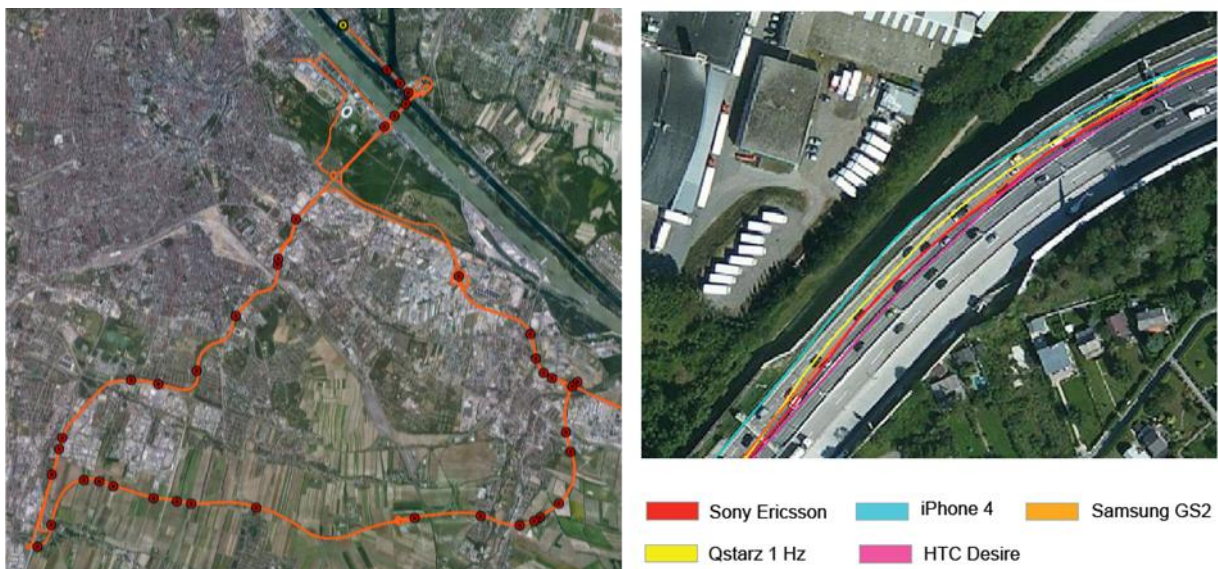 Sony Ericsson
iPhone 4
Samsung GS2
Qstarz 1 Hz
HTC Desire